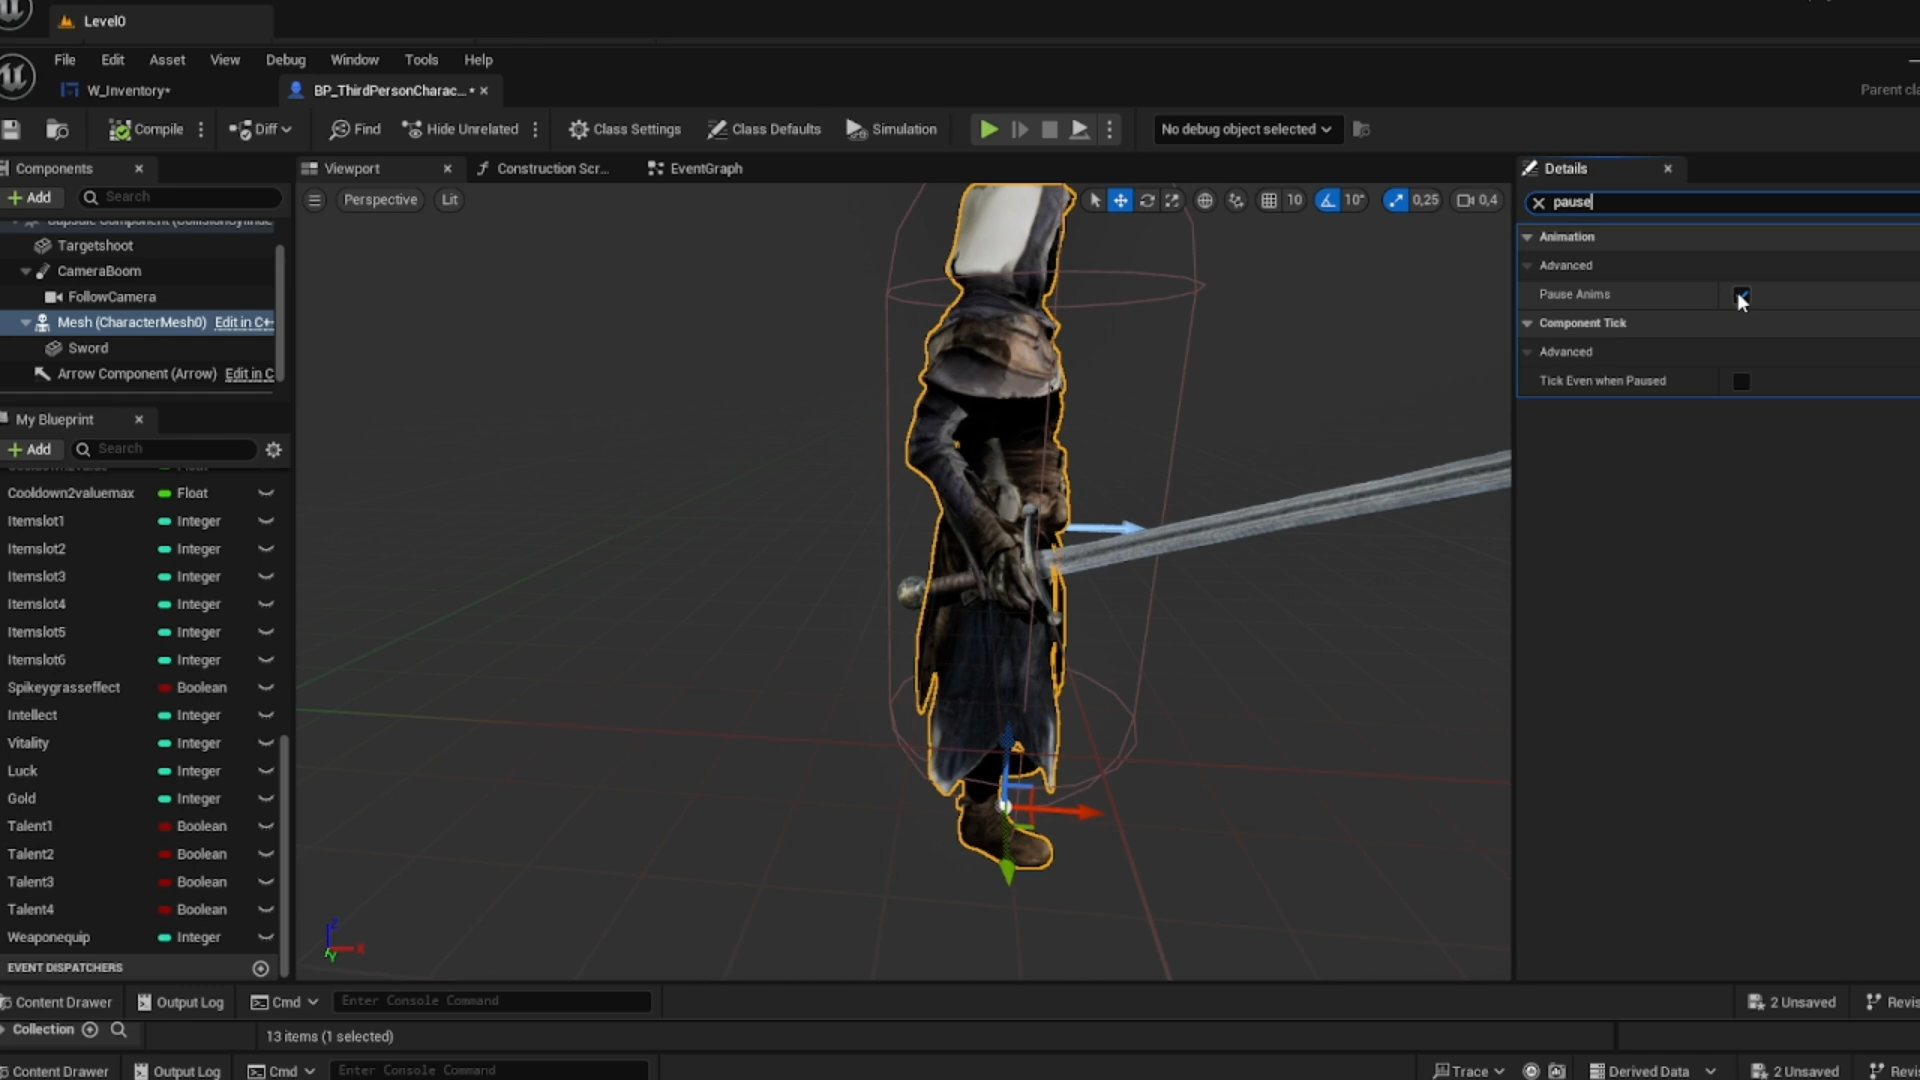 Level0
File Edit Asset View Debug Window Tools Help
W_Inventory* BP_ThirdPersonCharac...* Parent cla
Compile Diff Find Hide Unrelated Class Settings Class Defaults Simulation No debug object selected
Components Viewport Construction Scr... EventGraph Details
Add Search Perspective Lit 10 10° 0,25 0,4 pause
Capsule Component (CollisionCylinde
Targetshoot
CameraBoom
FollowCamera
Mesh (CharacterMesh0) Edit in C+
Sword
Arrow Component (Arrow) Edit in C
Animation
Advanced
Pause Anims
Component Tick
Advanced
Tick Even when Paused
My Blueprint
Add Search
Cooldown2valuemax Float
Itemslot1 Integer
Itemslot2 Integer
Itemslot3 Integer
Itemslot4 Integer
Itemslot5 Integer
Itemslot6 Integer
Spikeygrasseffect Boolean
Intellect Integer
Vitality Integer
Luck Integer
Gold Integer
Talent1 Boolean
Talent2 Boolean
Talent3 Boolean
Talent4 Boolean
Weaponequip Integer
EVENT DISPATCHERS
Z
X
Y
Content Drawer Output Log Cmd Enter Console Command 2 Unsaved Revis
Collection 13 items (1 selected)
Content Drawer Output Log Cmd Enter Console Command Trace Derived Data 2 Unsaved Revis